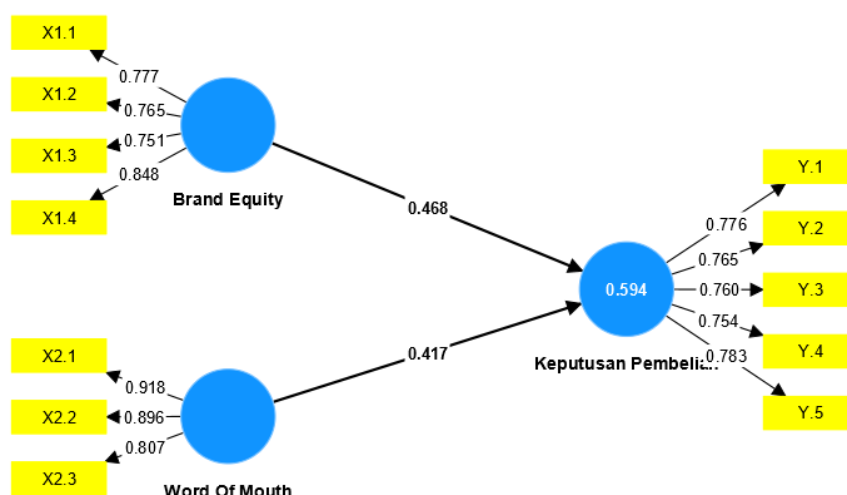 X1.1
0.777
X1.2
0.765
X1.3
0.751
X1.4
0.848
Brand Equity
0.468
X2.1
0.918
X2.2
0.896
X2.3
0.807
Word Of Mouth
0.417
0.594
Keputusan
Y.1
0.776
Y.2
0.765
Y.3
0.760
Y.4
0.754
Y.5
0.783